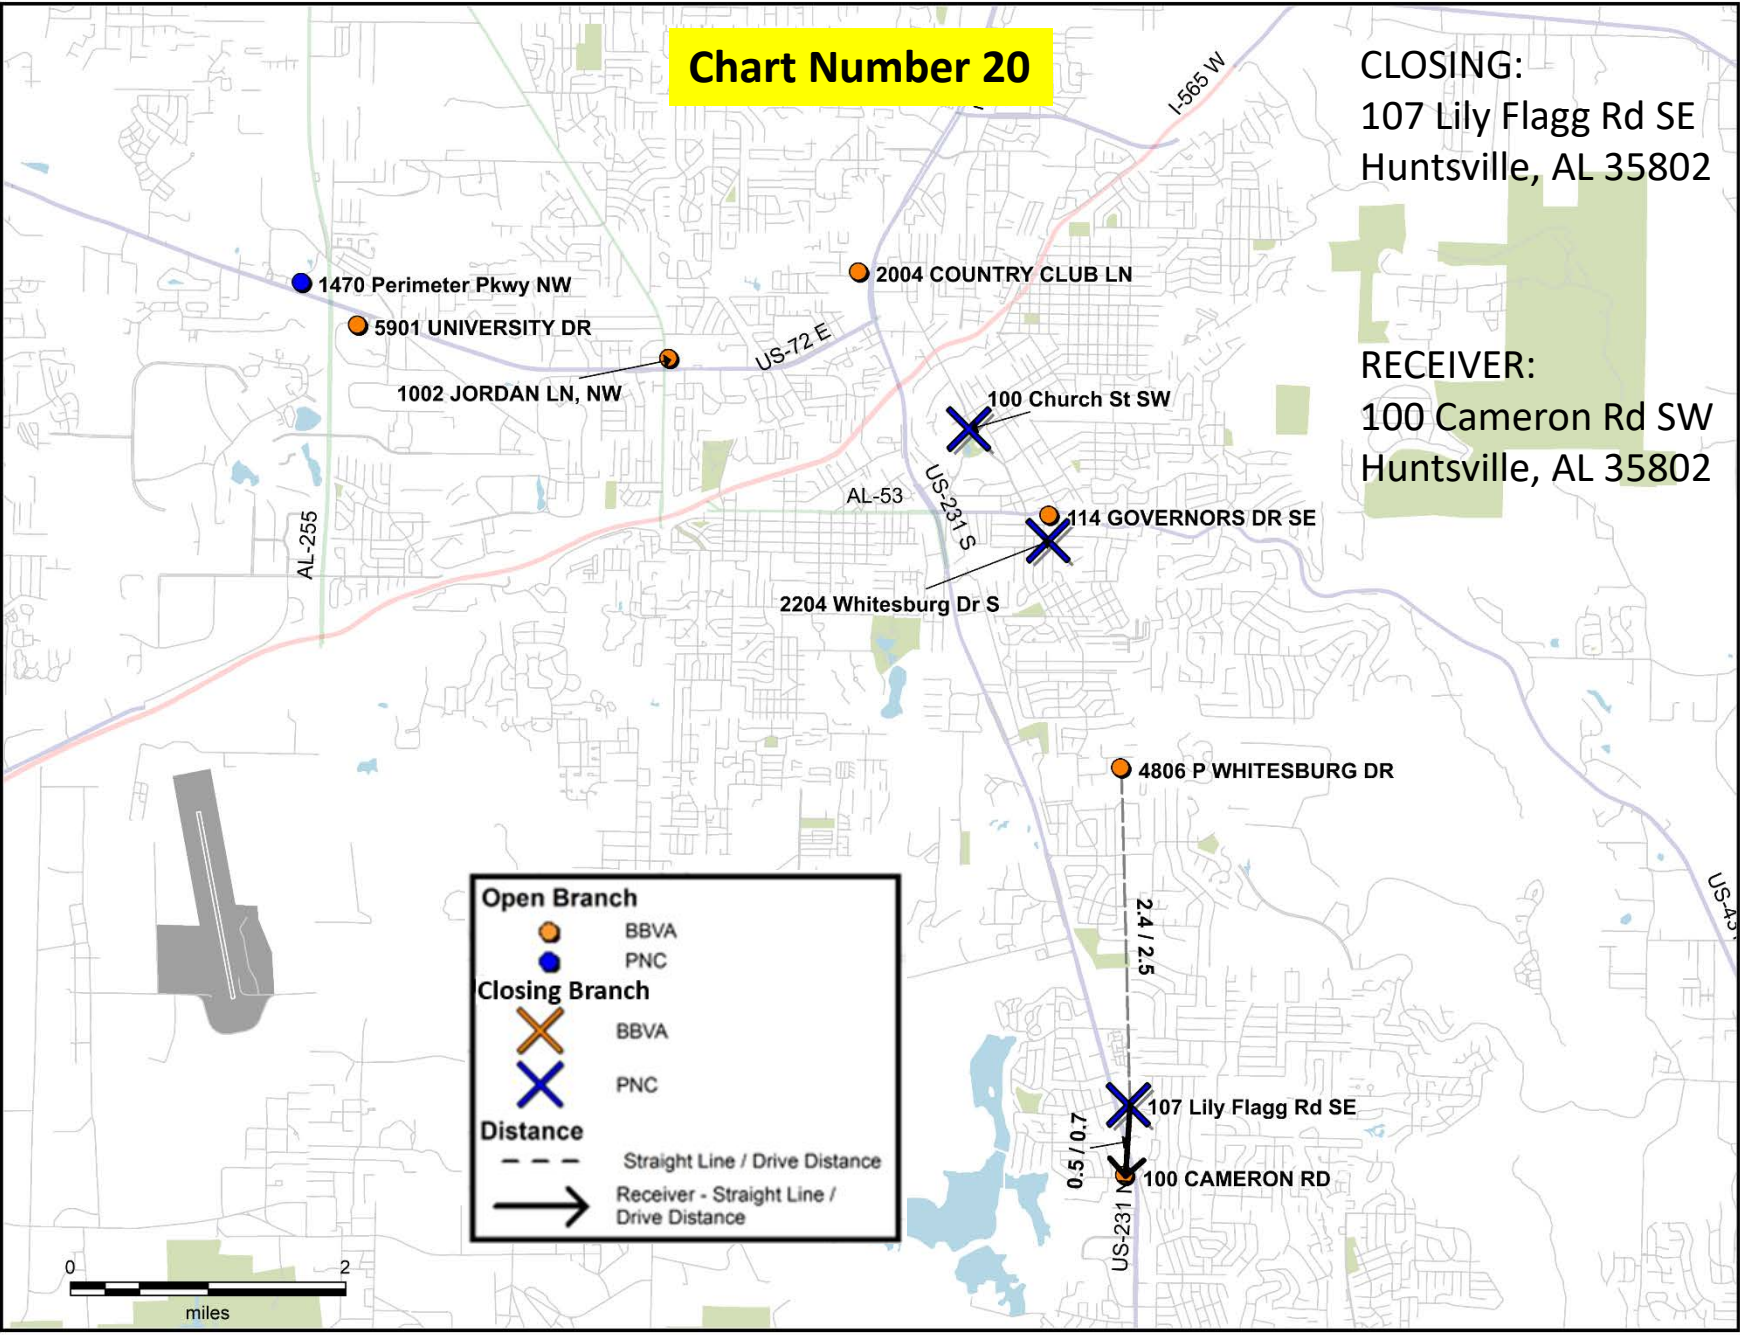 Chart Number 20
I-565 W
CLOSING:
107 Lily Flagg Rd SE
Huntsville, AL 35802
RECEIVER:
100 Cameron Rd SW
Huntsville, AL 35802
1470 Perimeter Pkwy NW
2004 COUNTRY CLUB LN
5901 UNIVERSITY DR
US-72 E
1002 JORDAN LN, NW
100 Church St SW
AL-53
US-231 S
114 GOVERNORS DR SE
AL-255
2204 Whitesburg Dr S
4806 P WHITESBURG DR
2.4 / 2.5
107 Lily Flagg Rd SE
0.5 / 0.7
100 CAMERON RD
US-231 N
Open Branch
BBVA
PNC
Closing Branch
BBVA
PNC
Distance
Straight Line / Drive Distance
Receiver - Straight Line /
Drive Distance
0 2
miles